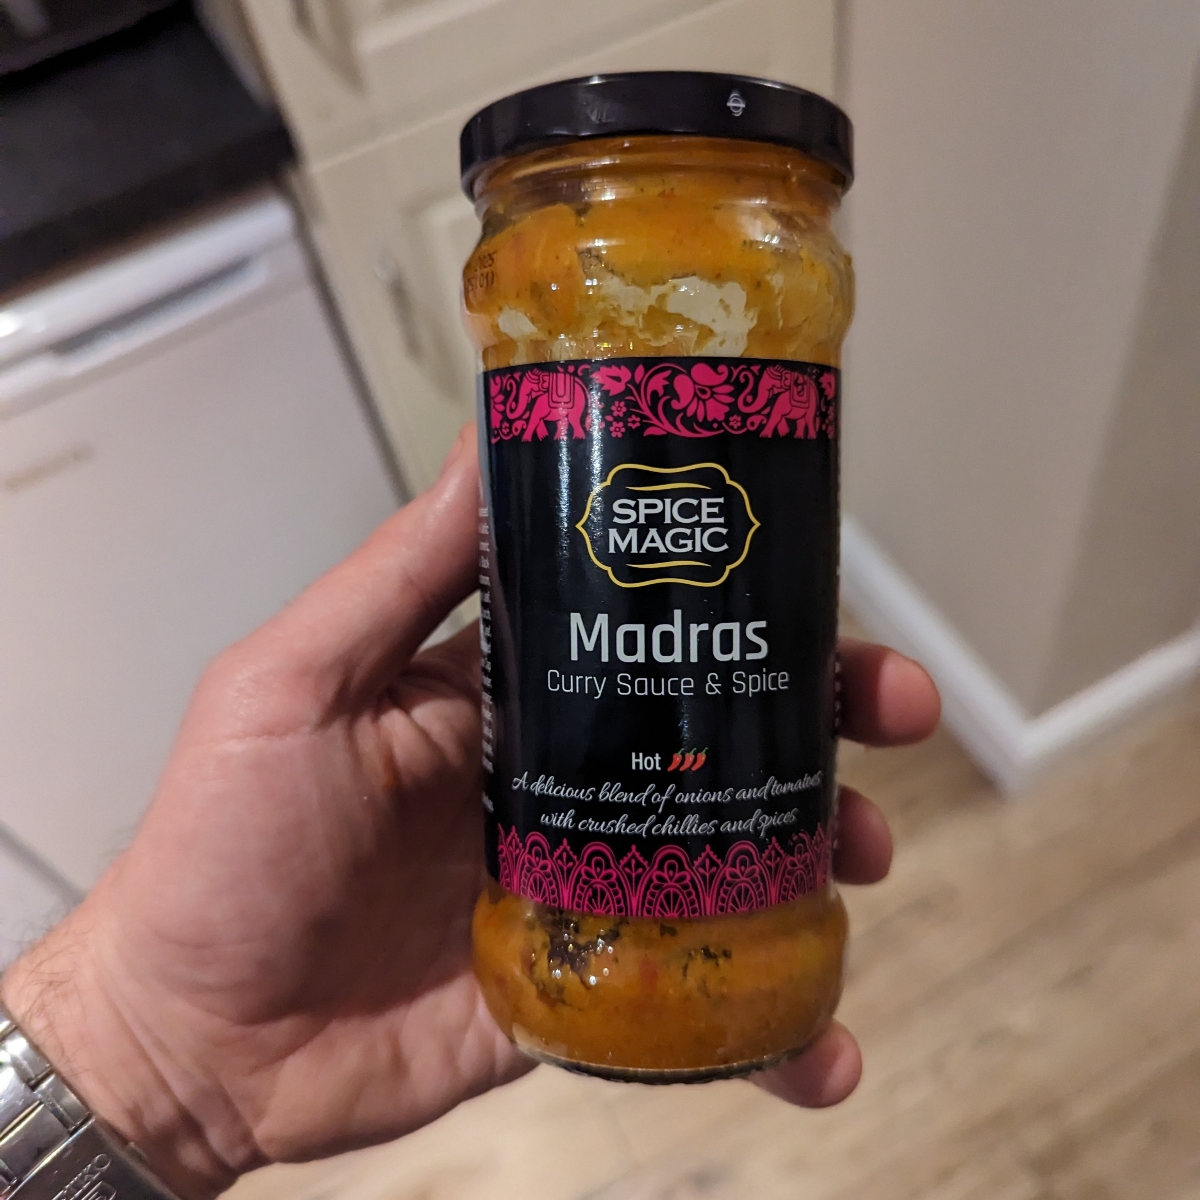 SPICE
MAGIC
Madras
Curry Sauce & Spice
Hot
A delicious blend of onions and tomatoes
with crushed chillies and spices